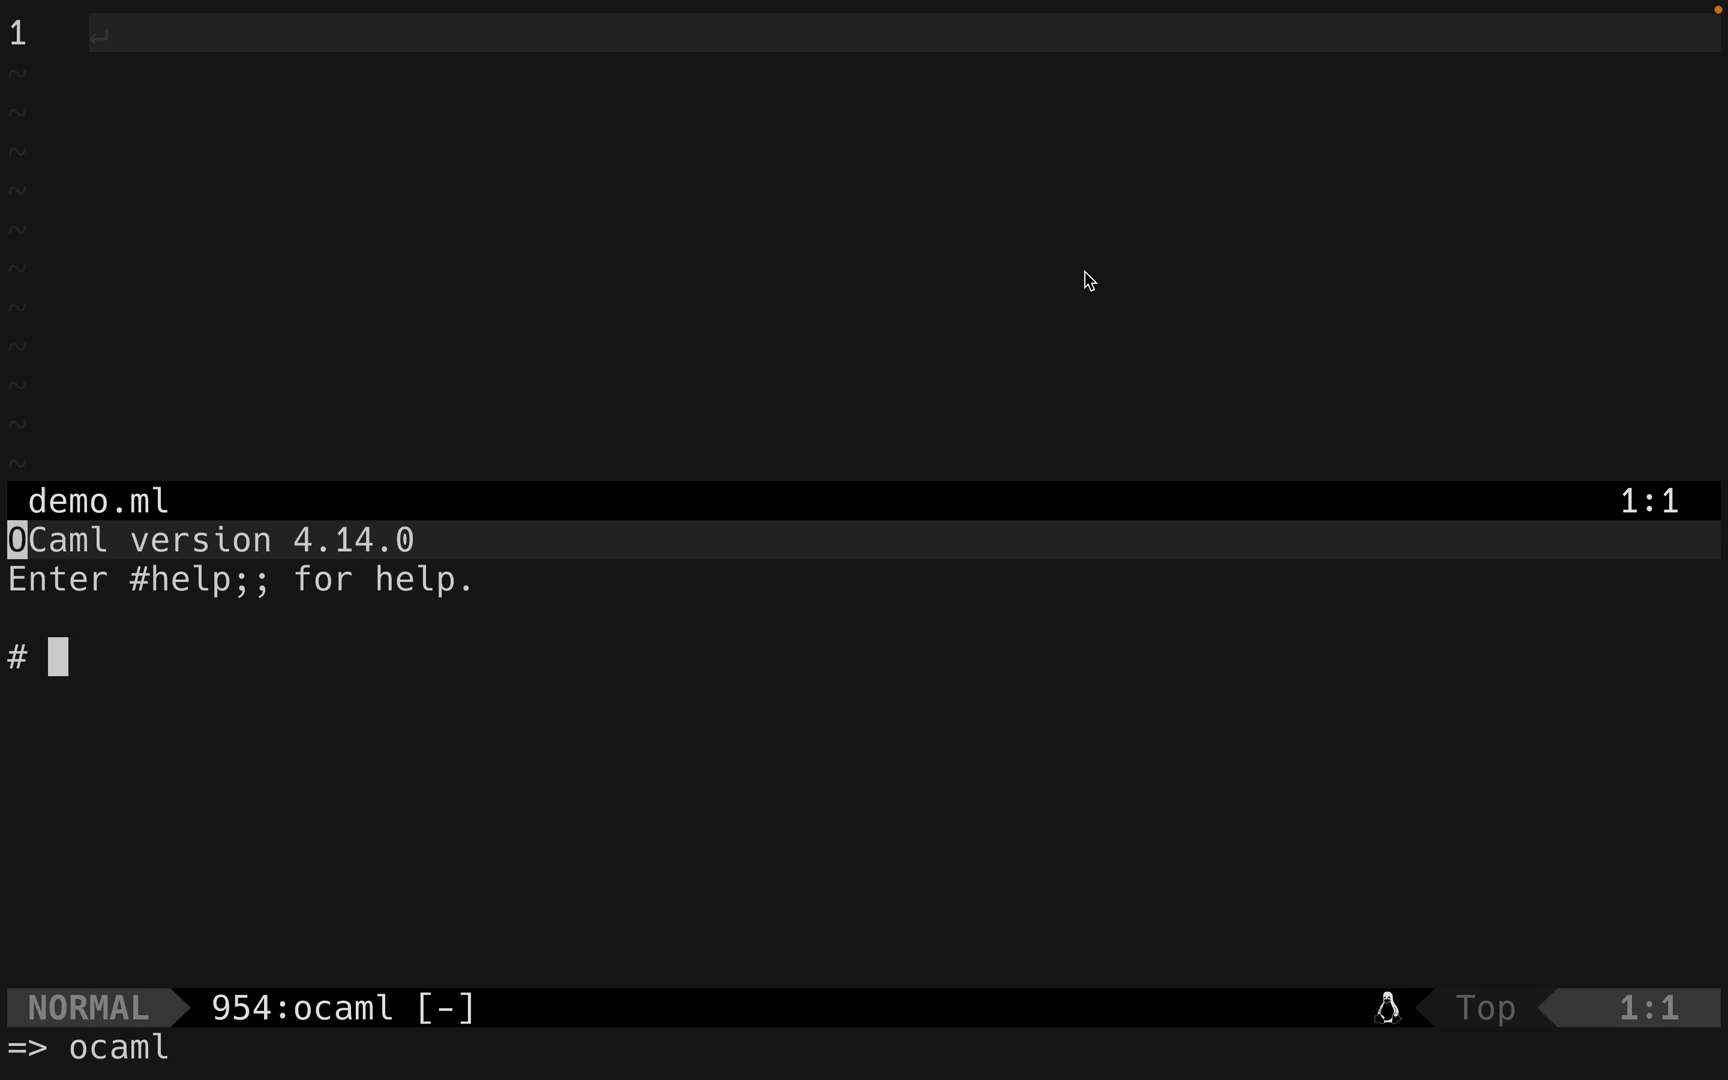 1 ↵
~
~
~
~
~
~
~
~
~
~
~
demo.ml 1:1
OCaml version 4.14.0
Enter #help;; for help.
#
NORMAL 954:ocaml [-] Top 1:1
=> ocaml